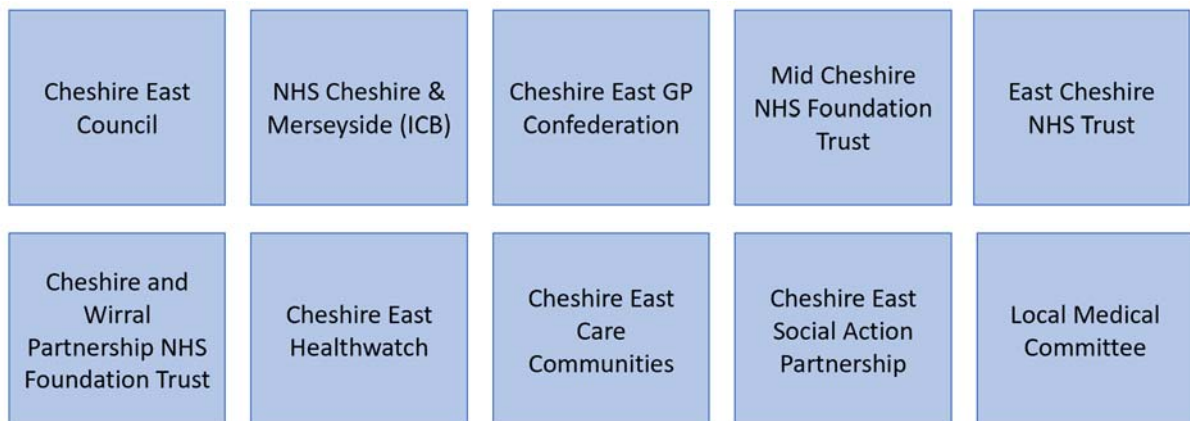 Cheshire East
Council
NHS Cheshire &
Merseyside (ICB)
Cheshire East GP
Confederation
Mid Cheshire
NHS Foundation
Trust
East Cheshire
NHS Trust
Cheshire and
Wirral
Partnership NHS
Foundation Trust
Cheshire East
Healthwatch
Cheshire East
Care
Communities
Cheshire East
Social Action
Partnership
Local Medical
Committee